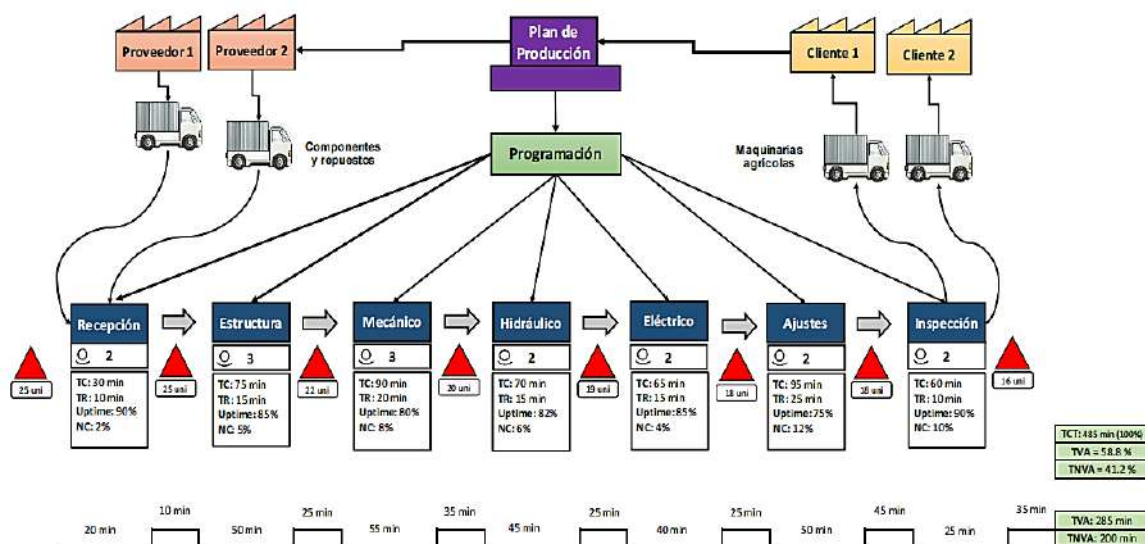 Proveedor 1
Proveedor 2
Plan de
Producción
Cliente 1
Cliente 2
Componentes
y repuestos
Programación
Maquinarias
agrícolas
Recepción
Estructura
Mecánico
Hidráulico
Eléctrico
Ajustes
Inspección
2
3
3
2
2
2
2
25 uni
25 uni
22 uni
20 uni
19 uni
18 uni
18 uni
16 uni
TC: 30 min
TR: 10 min
Uptime: 90%
NC: 2%
TC: 75 min
TR: 15 min
Uptime: 85%
NC: 5%
TC: 90 min
TR: 20 min
Uptime: 80%
NC: 8%
TC: 70 min
TR: 15 min
Uptime: 82%
NC: 6%
TC: 65 min
TR: 15 min
Uptime: 85%
NC: 4%
TC: 95 min
TR: 25 min
Uptime: 75%
NC: 12%
TC: 60 min
TR: 10 min
Uptime: 90%
NC: 10%
TCT: 485 min (100%)
TVA = 58.8 %
TNVA = 41.2 %
20 min
10 min
50 min
25 min
55 min
35 min
45 min
25 min
40 min
25 min
50 min
45 min
25 min
35 min
TVA: 285 min
TNVA: 200 min